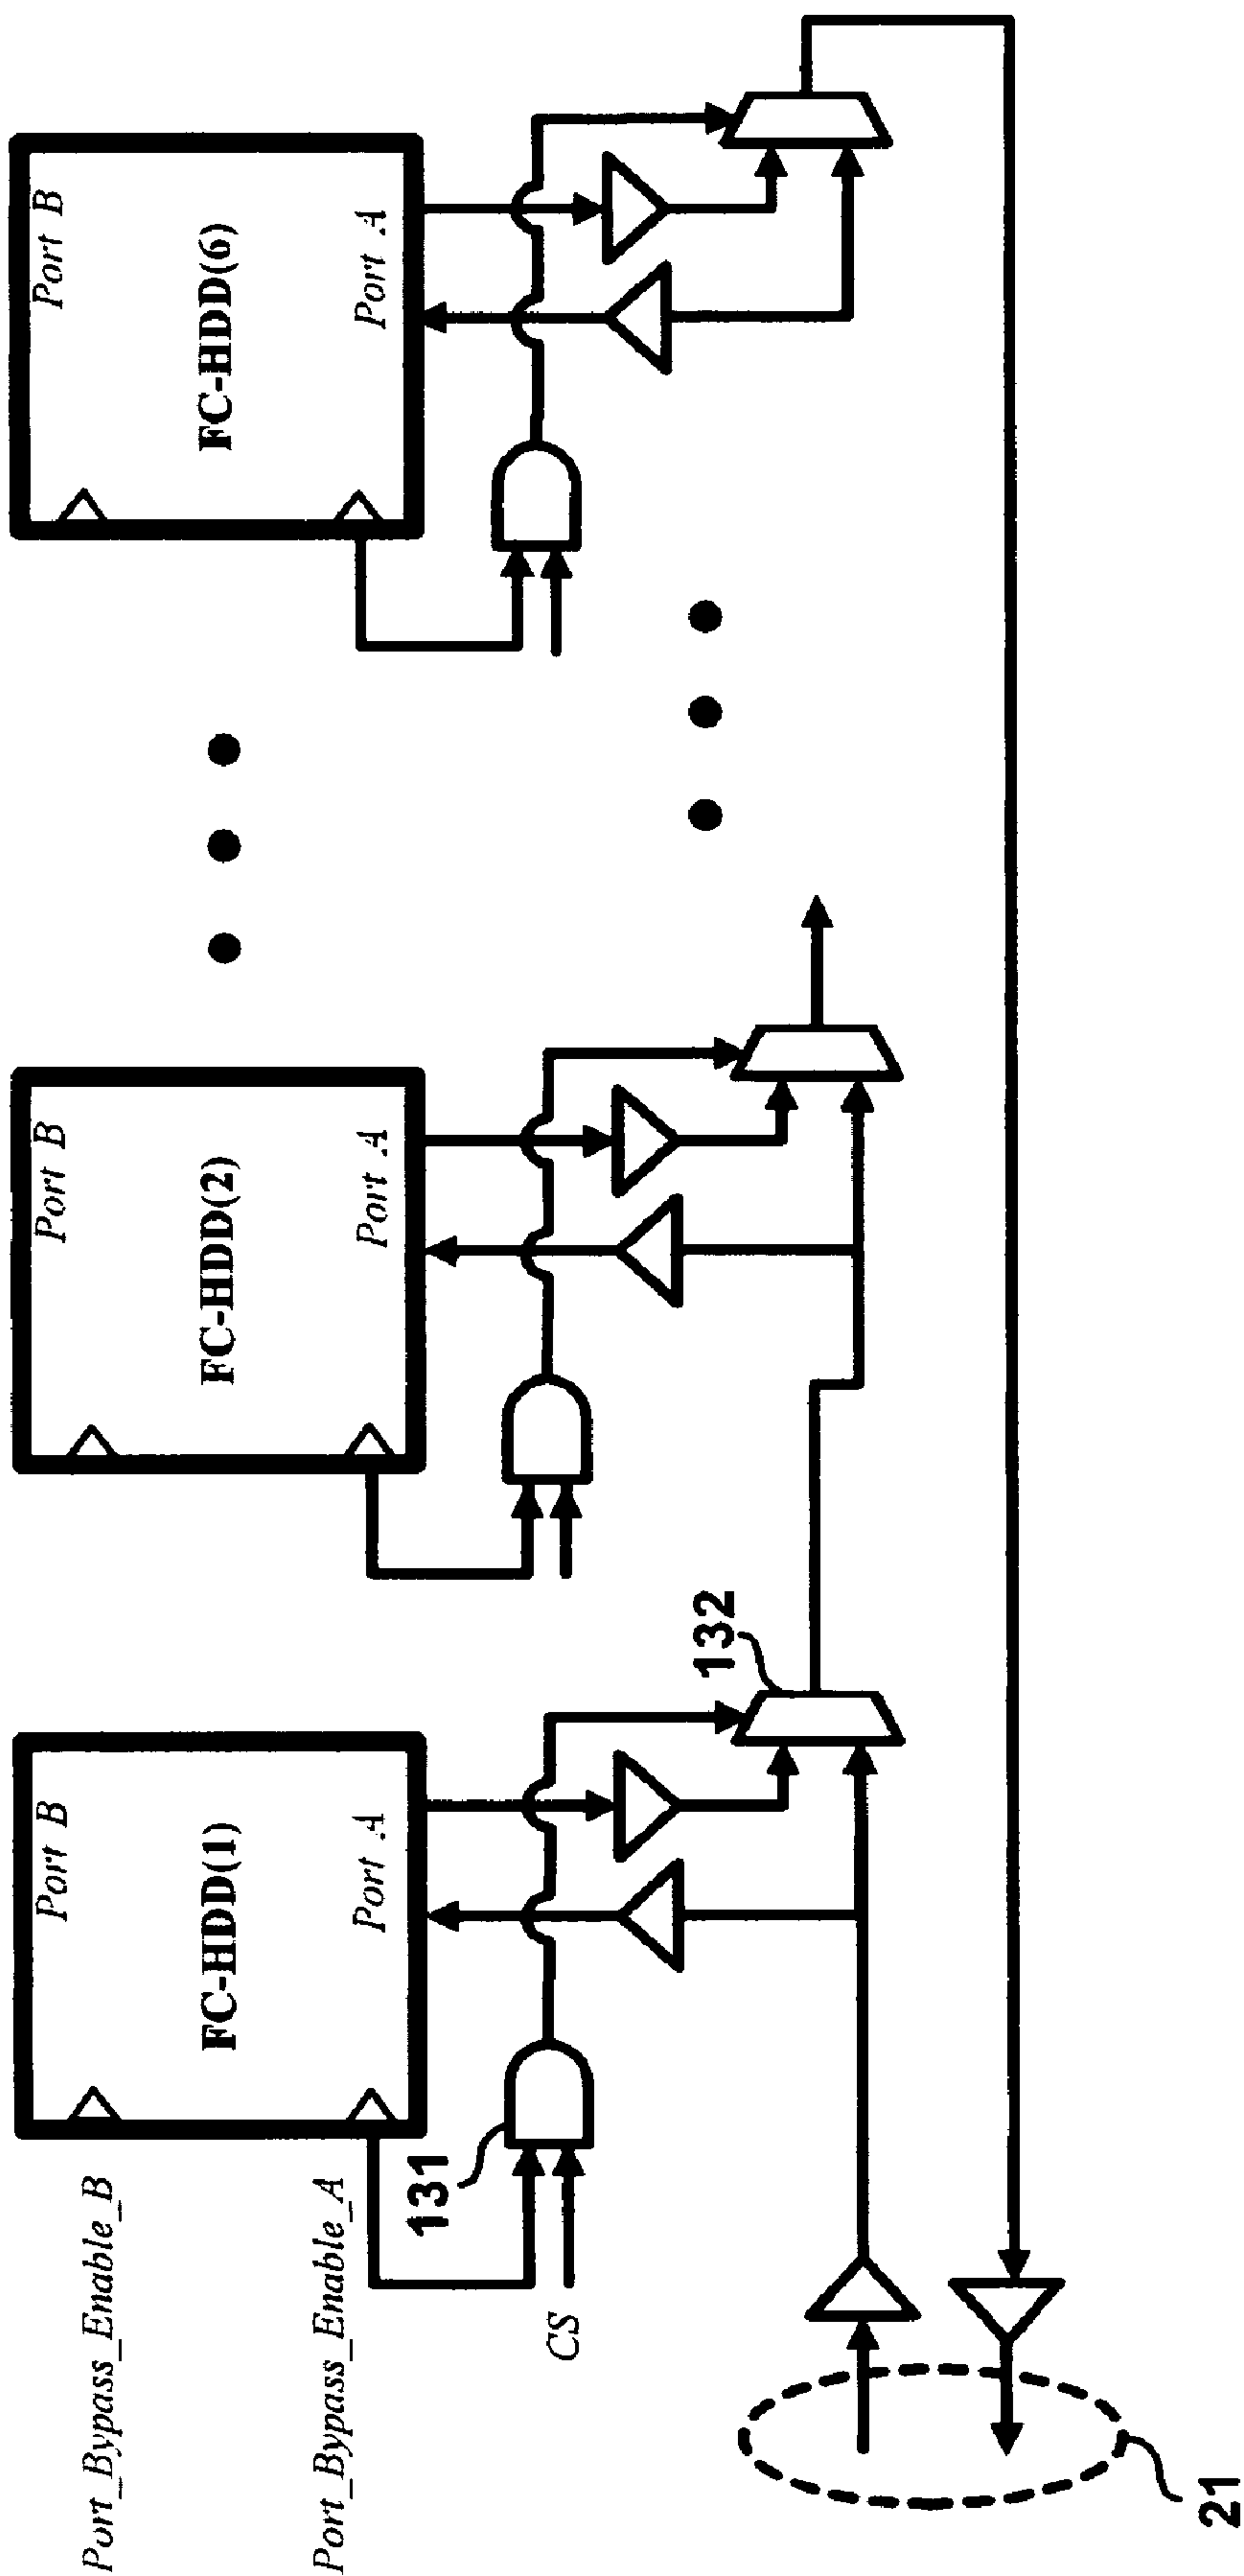 Port B
FC-HDD(1)
Port A
Port B
FC-HDD(2)
Port A
Port B
FC-HDD(6)
Port A
Port_Bypass_Enable_B
Port_Bypass_Enable_A
131
CS
132
21